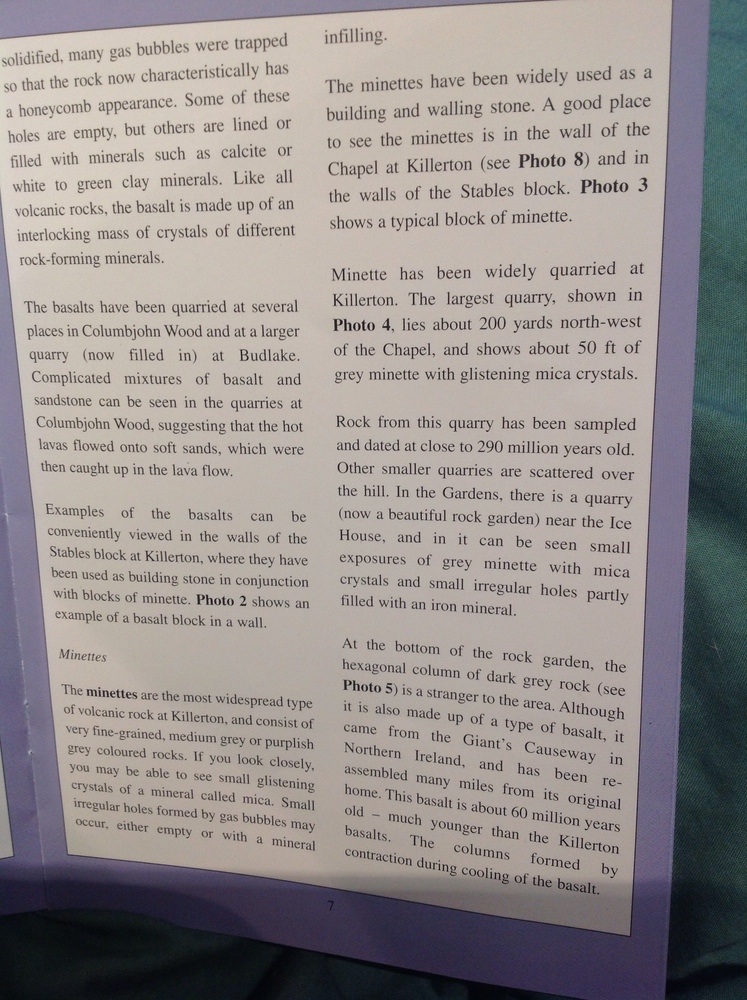 solidified, many gas bubbles were trapped
so that the rock now characteristically has
a honeycomb appearance. Some of these
holes are empty, but others are lined or
filled with minerals such as calcite or
white to green clay minerals. Like all
volcanic rocks, the basalt is made up of an
interlocking mass of crystals of different
rock-forming minerals.
The basalts have been quarried at several
places in Columbjohn Wood and at a larger
quarry (now filled in) at Budlake.
Complicated mixtures of basalt and
sandstone can be seen in the quarries at
Columbjohn Wood, suggesting that the hot
lavas flowed onto soft sands, which were
then caught up in the lava flow.
Examples of the basalts can be
conveniently viewed in the walls of the
Stables block at Killerton, where they have
been used as building stone in conjunction
with blocks of minette. Photo 2 shows an
example of a basalt block in a wall.
Minettes
The minettes are the most widespread type
of volcanic rock at Killerton, and consist of
very fine-grained, medium grey or purplish
grey coloured rocks. If you look closely,
you may be able to see small glistening
crystals of a mineral called mica. Small
irregular holes formed by gas bubbles may
occur, either empty or with a mineral
infilling.
The minettes have been widely used as a
building and walling stone. A good place
to see the minettes is in the wall of the
Chapel at Killerton (see Photo 8) and in
the walls of the Stables block. Photo 3
shows a typical block of minette.
Minette has been widely quarried at
Killerton. The largest quarry, shown in
Photo 4, lies about 200 yards north-west
of the Chapel, and shows about 50 ft of
grey minette with glistening mica crystals.
Rock from this quarry has been sampled
and dated at close to 290 million years old.
Other smaller quarries are scattered over
the hill. In the Gardens, there is a quarry
(now a beautiful rock garden) near the Ice
House, and in it can be seen small
exposures of grey minette with mica
crystals and small irregular holes partly
filled with an iron mineral.
At the bottom of the rock garden, the
hexagonal column of dark grey rock (see
Photo 5) is a stranger to the area. Although
it is also made up of a type of basalt, it
came from the Giant's Causeway in
Northern Ireland, and has been re-
assembled many miles from its original
home. This basalt is about 60 million years
old – much younger than the Killerton
basalts. The columns formed by
contraction during cooling of the basalt.
7